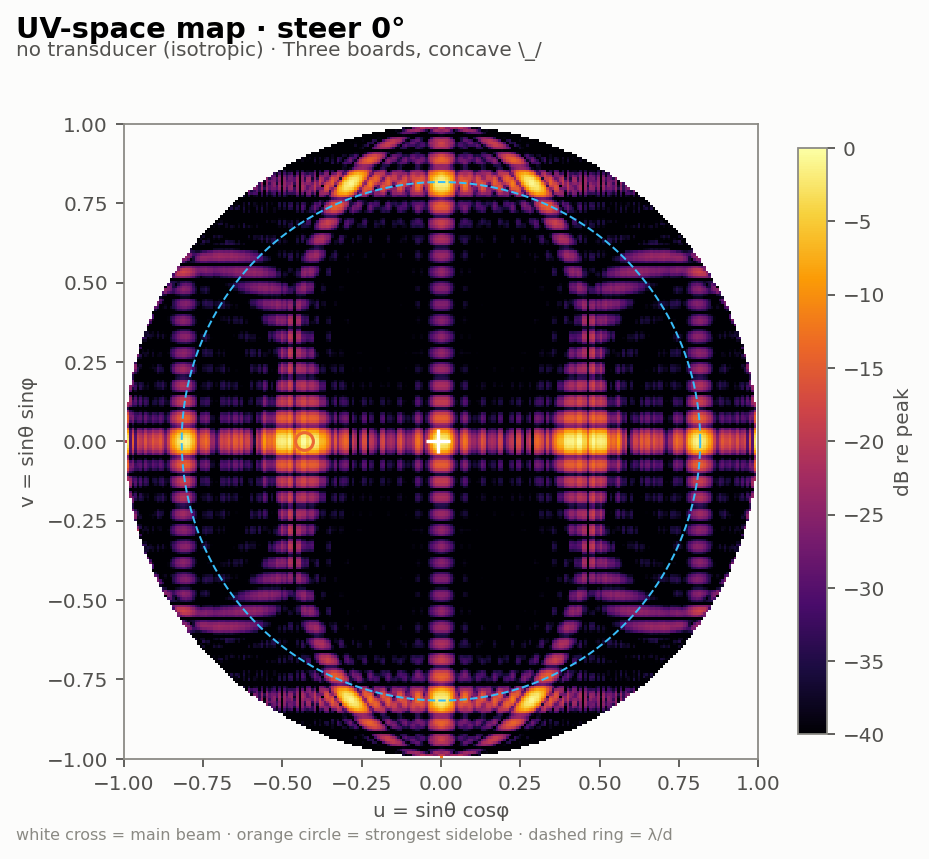 UV-space map · steer 0°
no transducer (isotropic) · Three boards, concave \_/
1.00
0.75
0.50
0.25
0.00
−0.25
−0.50
−0.75
−1.00
v = sinθ sinφ
−1.00 −0.75 −0.50 −0.25 0.00 0.25 0.50 0.75 1.00
u = sinθ cosφ
0
−5
−10
−15
−20
−25
−30
−35
−40
dB re peak
white cross = main beam · orange circle = strongest sidelobe · dashed ring = λ/d